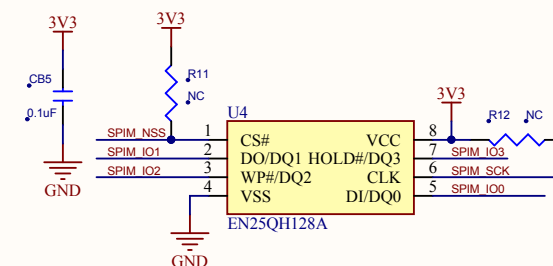 3V3
3V3
CB5
0.1uF
GND
R11
NC
U4
3V3
R12
NC
SPIM_NSS 1 CS# VCC 8
SPIM_IO1 2 DO/DQ1 HOLD#/DQ3 7 SPIM_IO3
SPIM_IO2 3 WP#/DQ2 CLK 6 SPIM_SCK
4 VSS DI/DQ0 5 SPIM_IO0
EN25QH128A
GND